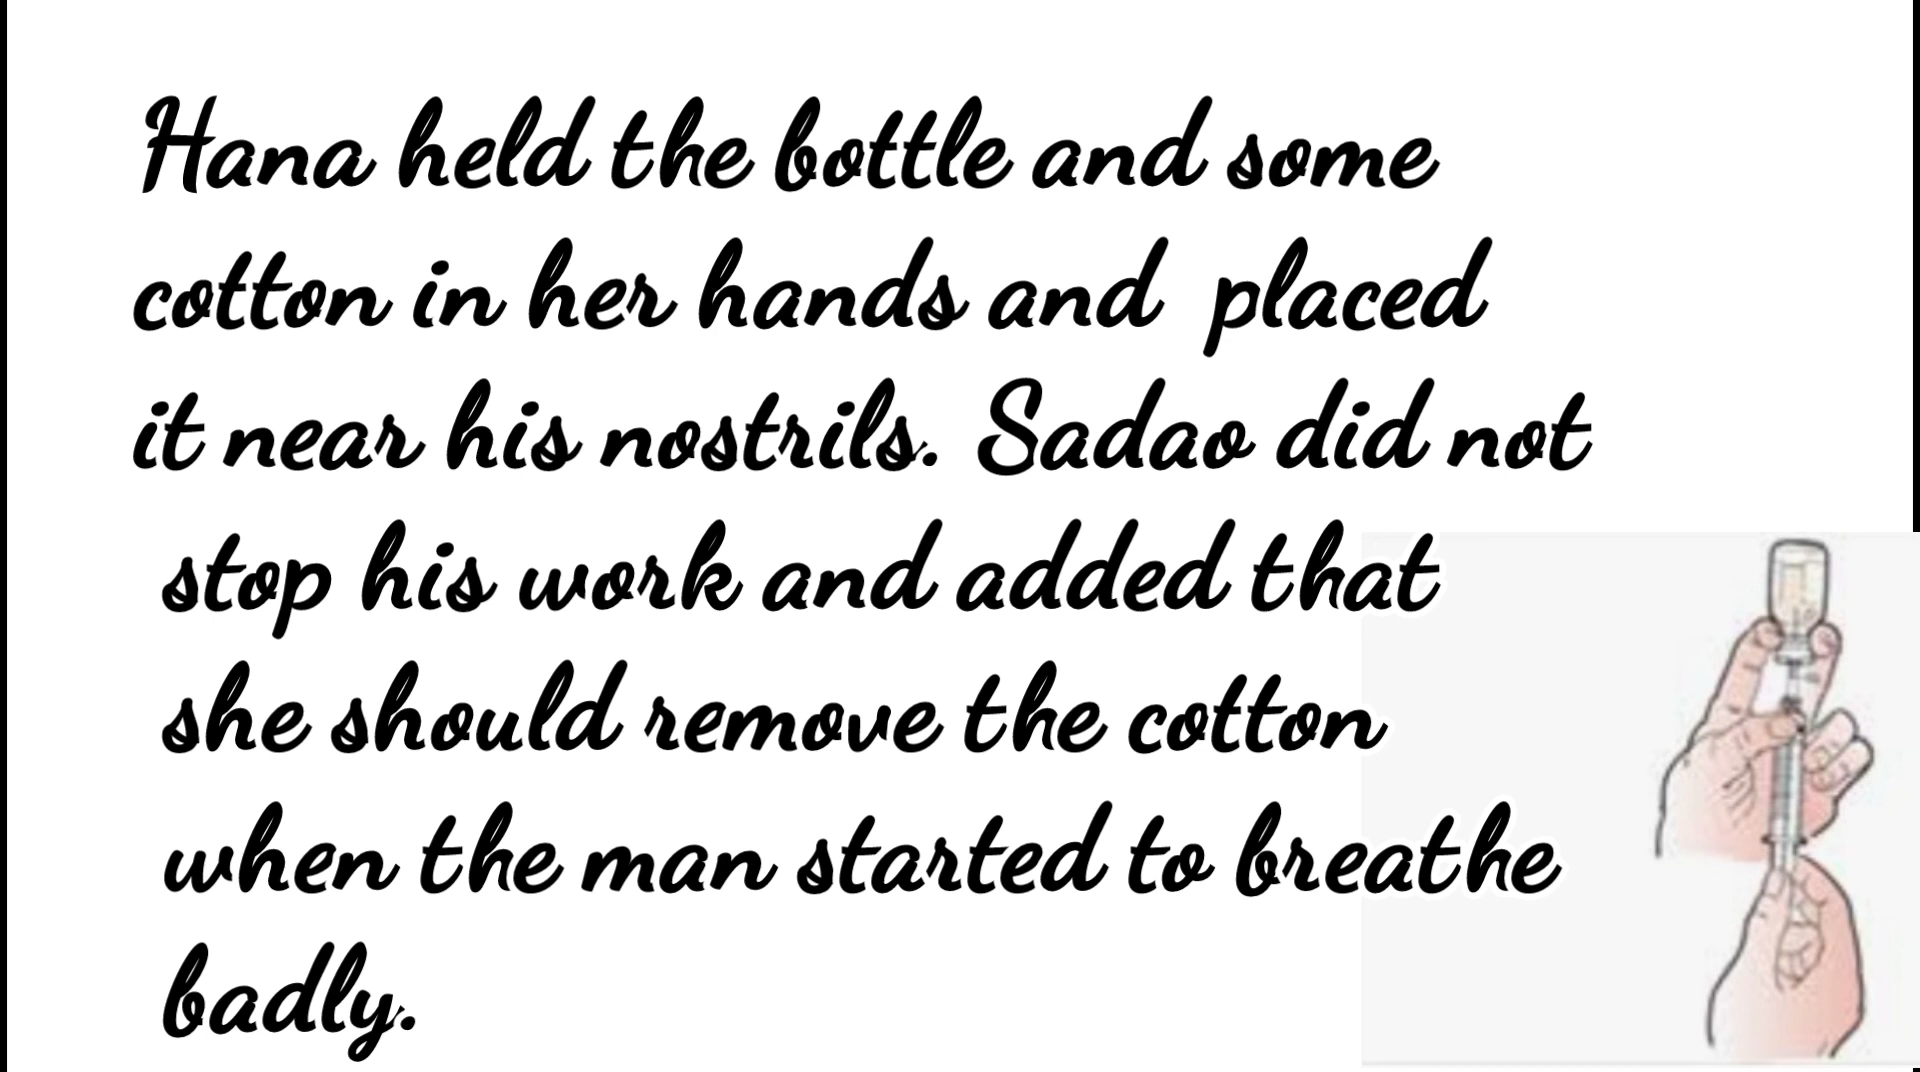 Hana held the bottle and some
cotton in her hands and placed
it near his nostrils. Sadao did not
stop his work and added that
she should remove the cotton
when the man started to breathe
badly.